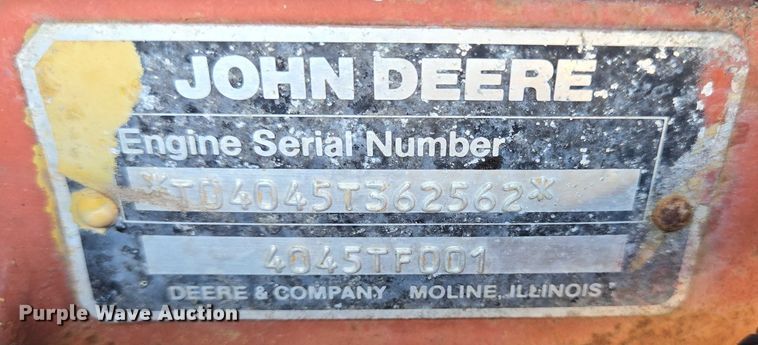 JOHN DEERE
Engine Serial Number
*TD4045T362562*
4045TF001
DEERE & COMPANY MOLINE, ILLINOIS
Purple Wave Auction